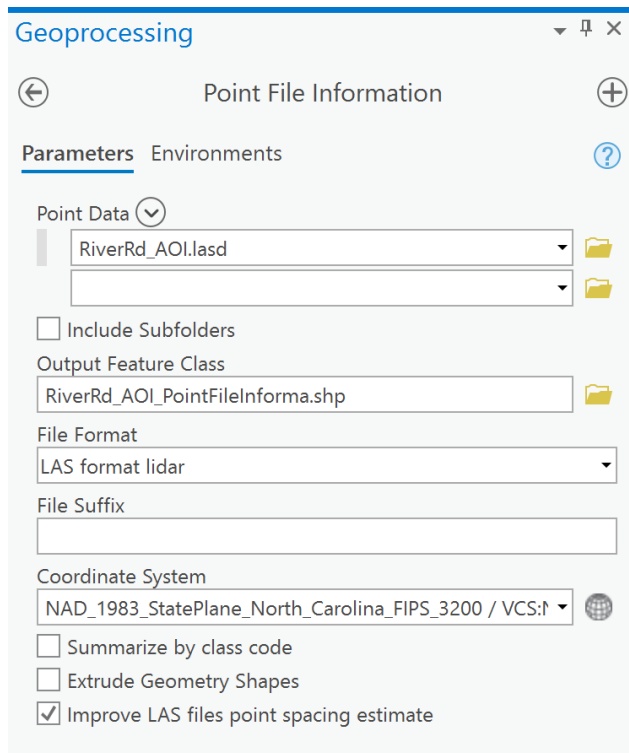 Geoprocessing
Point File Information
Parameters Environments
Point Data
RiverRd_AOI.lasd
Include Subfolders
Output Feature Class
RiverRd_AOI_PointFileInforma.shp
File Format
LAS format lidar
File Suffix
Coordinate System
NAD_1983_StatePlane_North_Carolina_FIPS_3200 / VCS:N
Summarize by class code
Extrude Geometry Shapes
Improve LAS files point spacing estimate